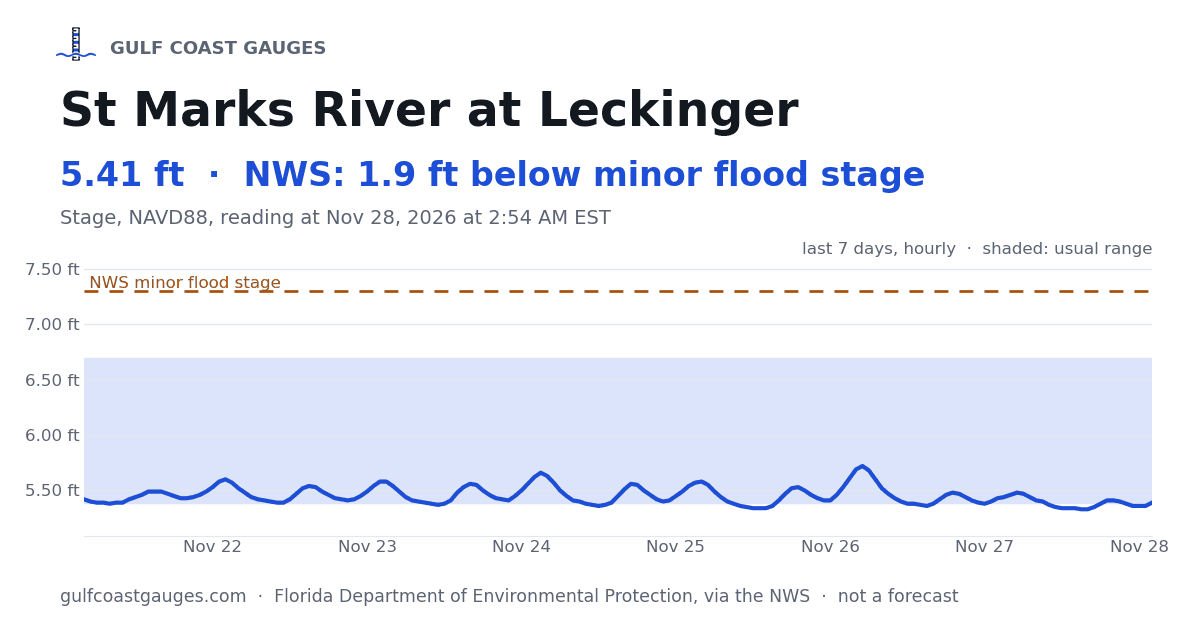 GULF COAST GAUGES
St Marks River at Leckinger
5.41 ft · NWS: 1.9 ft below minor flood stage
Stage, NAVD88, reading at Nov 28, 2026 at 2:54 AM EST
last 7 days, hourly · shaded: usual range
7.50 ft
NWS minor flood stage
7.00 ft
6.50 ft
6.00 ft
5.50 ft
Nov 22 Nov 23 Nov 24 Nov 25 Nov 26 Nov 27 Nov 28
gulfcoastgauges.com · Florida Department of Environmental Protection, via the NWS · not a forecast